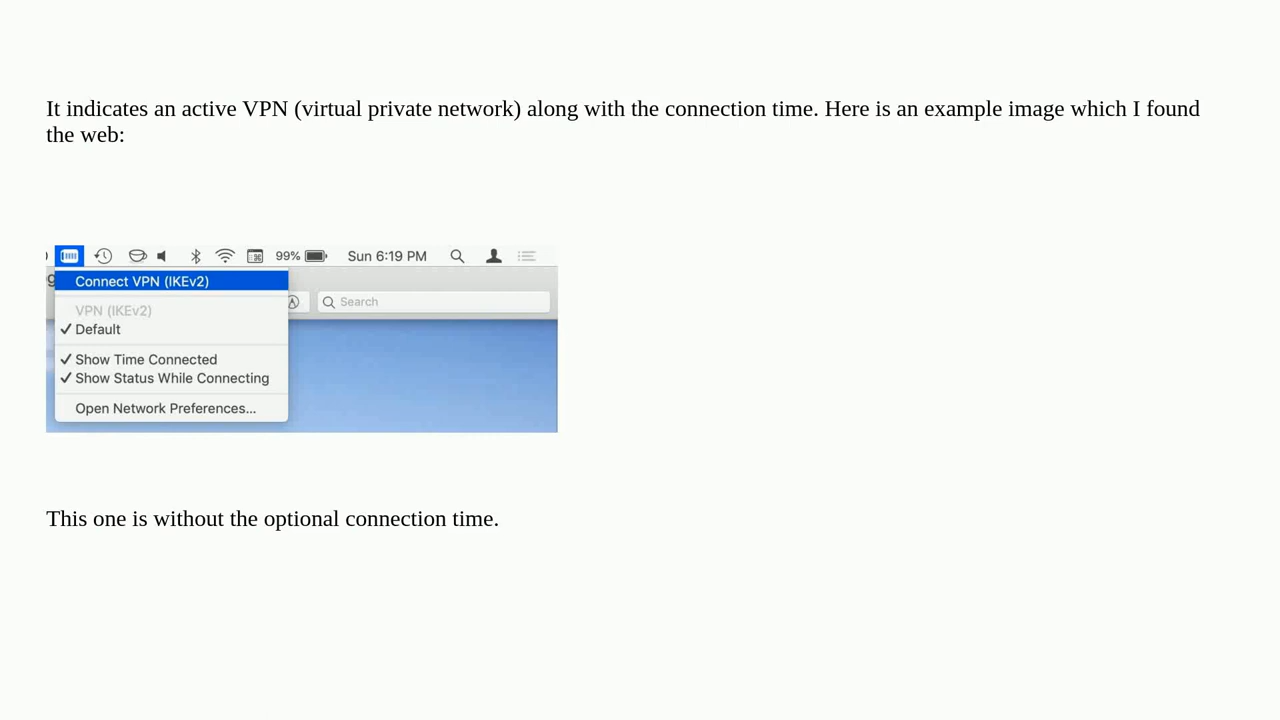 It indicates an active VPN (virtual private network) along with the connection time. Here is an example image which I found
the web:
99% Sun 6:19 PM
Connect VPN (IKEv2)
Search
VPN (IKEv2)
Default
Show Time Connected
Show Status While Connecting
Open Network Preferences...
This one is without the optional connection time.